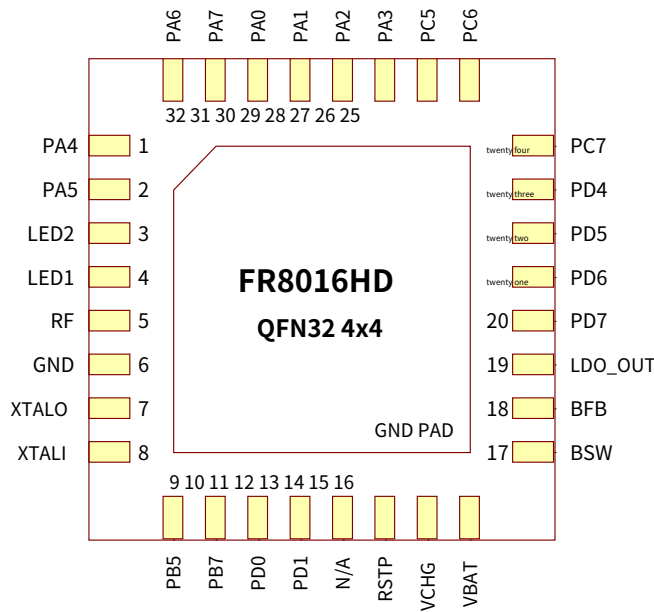 PA6 PA7 PA0 PA1 PA2 PA3 PC5 PC6
32 31 30 29 28 27 26 25
PA4 1 twenty four PC7
PA5 2 twenty three PD4
LED2 3 twenty two PD5
LED1 4 twenty one PD6
FR8016HD
RF 5 20 PD7
QFN32 4x4
GND 6 19 LDO_OUT
XTALO 7 18 BFB
GND PAD
XTALI 8 17 BSW
9 10 11 12 13 14 15 16
PB5 PB7 PD0 PD1 N/A RSTP VCHG VBAT